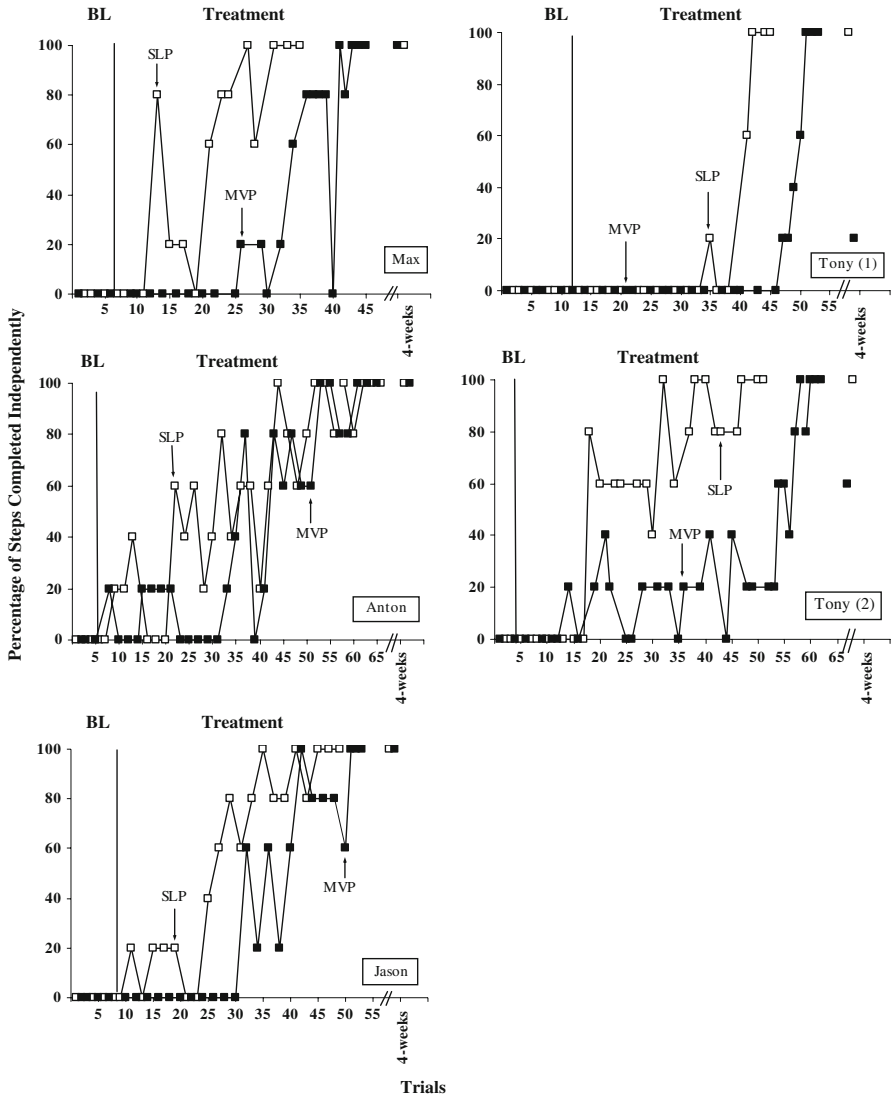 BL Treatment
100
80
60
40
20
0
SLP
MVP
Max
5 10 15 20 25 30 35 40 45
4-weeks
BL Treatment
100
80
60
40
20
0
MVP
SLP
Tony (1)
5 10 15 20 25 30 35 40 45 50 55
4-weeks
Percentage of Steps Completed Independently
BL Treatment
100
80
60
40
20
0
SLP
MVP
Anton
5 10 15 20 25 30 35 40 45 50 55 60 65
4-weeks
BL Treatment
100
80
60
40
20
0
SLP
MVP
Tony (2)
5 10 15 20 25 30 35 40 45 50 55 60 65
4-weeks
BL Treatment
100
80
60
40
20
0
SLP
MVP
Jason
5 10 15 20 25 30 35 40 45 50 55
4-weeks
Trials